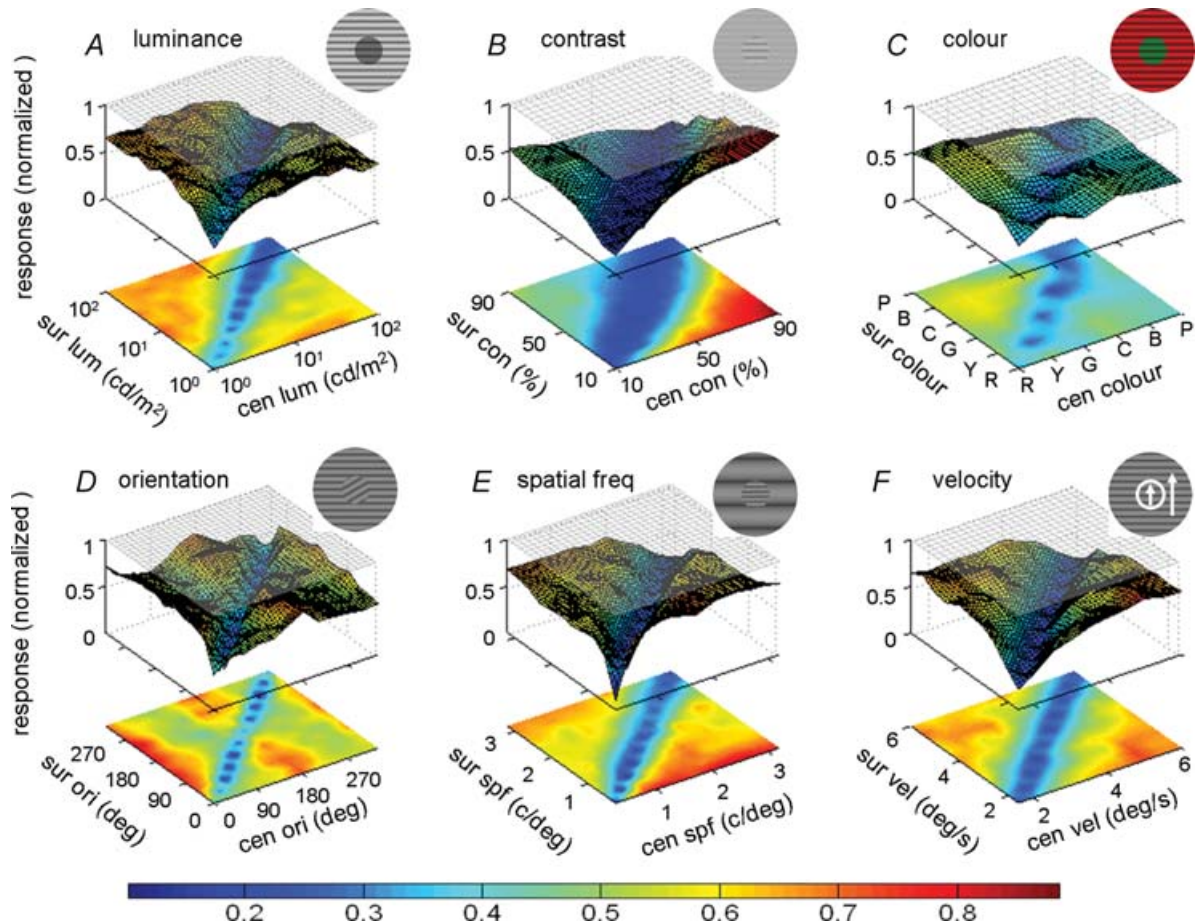 A luminance
B contrast
C colour
response (normalized)
1
0.5
0
1
0.5
0
1
0.5
0
10² 10¹ 10⁰
sur lum (cd/m²)
10⁰ 10¹ 10²
cen lum (cd/m²)
90 50 10
sur con (%)
10 50 90
cen con (%)
P B C G Y R
sur colour
R Y G C B P
cen colour
D orientation
E spatial freq
F velocity
response (normalized)
1
0.5
0
1
0.5
0
1
0.5
0
270 180 90 0
sur ori (deg)
0 90 180 270
cen ori (deg)
3 2 1
sur spf (c/deg)
1 2 3
cen spf (c/deg)
6 4 2
sur vel (deg/s)
2 4 6
cen vel (deg/s)
0.2 0.3 0.4 0.5 0.6 0.7 0.8